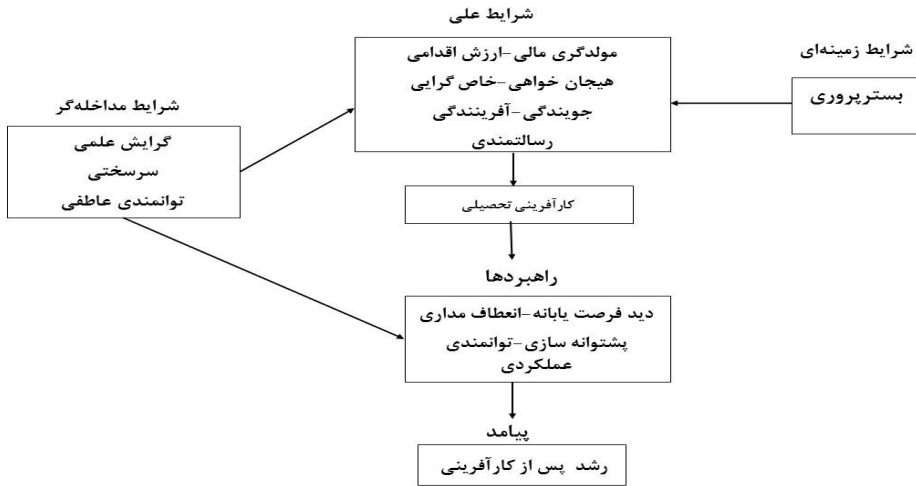 شرایط علی
مولدگری مالی–ارزش اقدامی
هیجان خواهی–خاص گرایی
جویندگی–آفرینندگی
رسالتمندی
شرایط زمینه‌ای
بسترپروری
شرایط مداخله‌گر
گرایش علمی
سرسختی
توانمندی عاطفی
کارآفرینی تحصیلی
راهبردها
دید فرصت یابانه–انعطاف مداری
پشتوانه سازی–توانمندی
عملکردی
پیامد
رشد پس از کارآفرینی